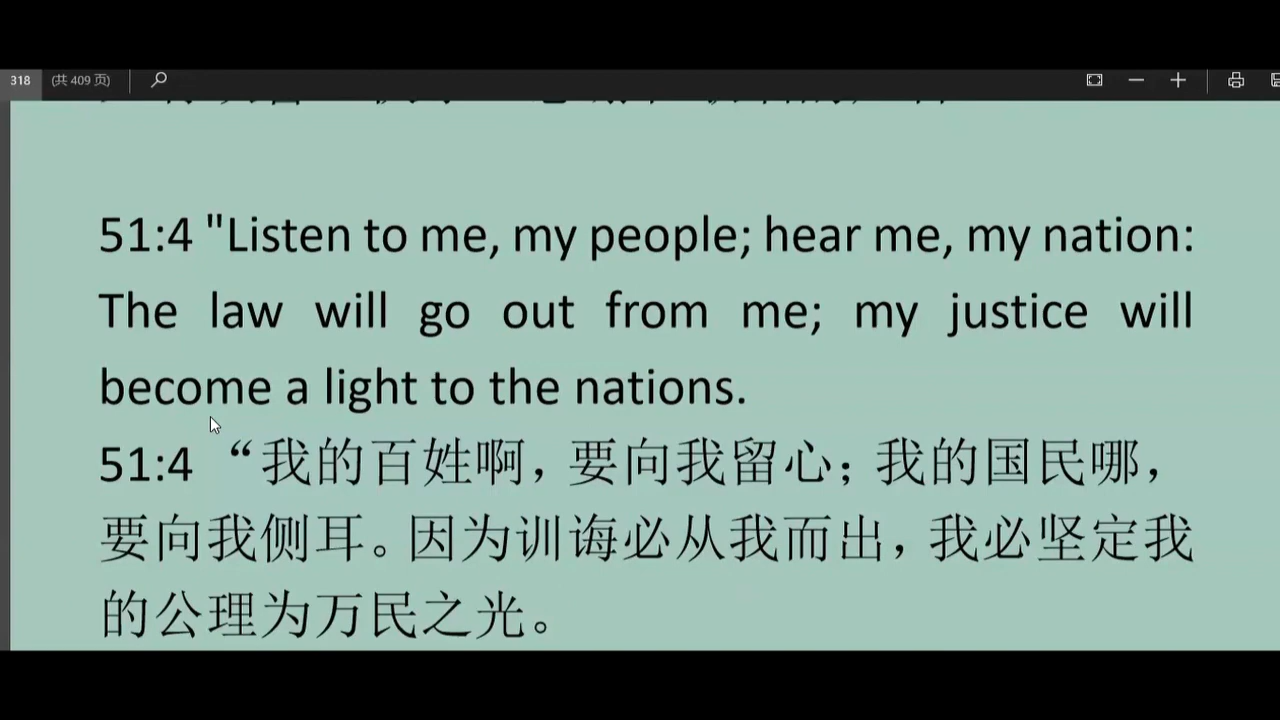 318 (共 409 页)
51:4 "Listen to me, my people; hear me, my nation:
The law will go out from me; my justice will
become a light to the nations.
51:4 “我的百姓啊，要向我留心；我的国民哪，
要向我侧耳。因为训诲必从我而出，我必坚定我
的公理为万民之光。